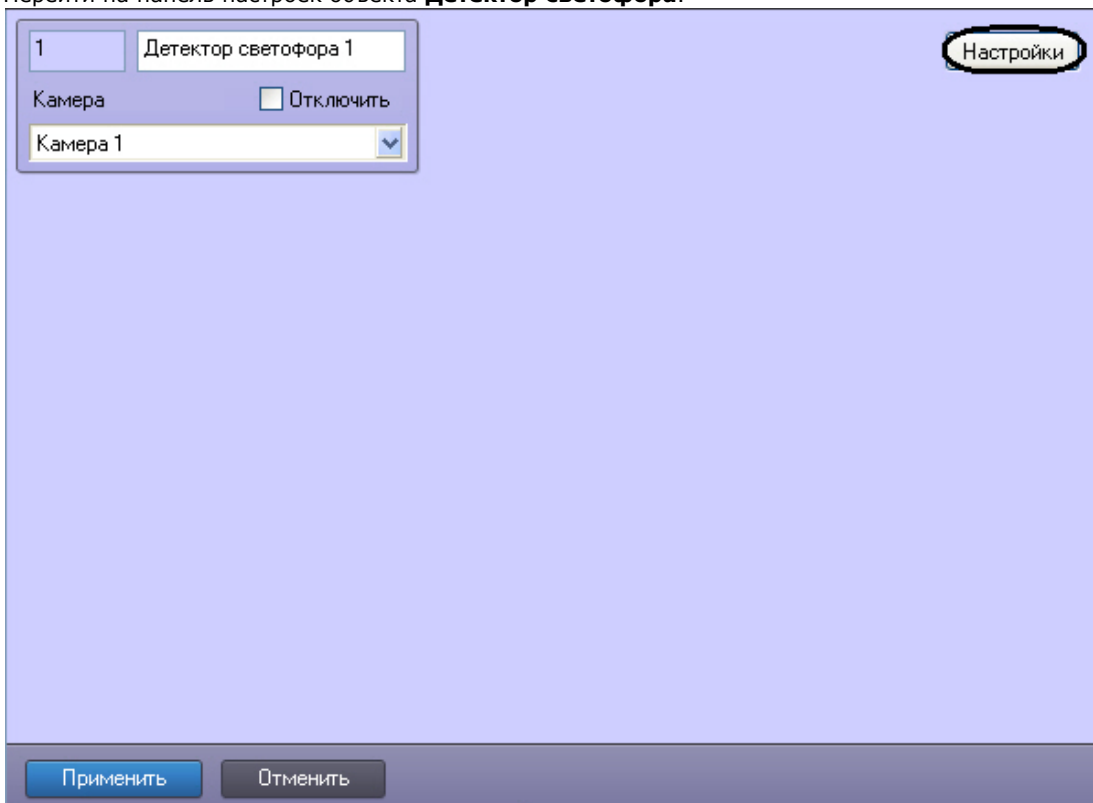 Перейти на панель настроек объекта Детектор светофора.
1 Детектор светофора 1 Настройки
Камера Отключить
Камера 1
Применить Отменить